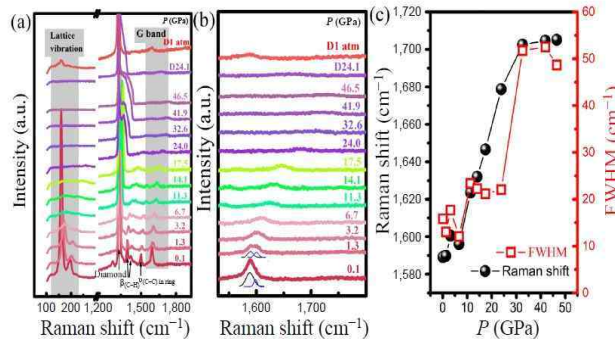 (a)
Lattice
vibration
G band
P (GPa)
D1 atm
D24.1
46.5
41.9
32.6
24.0
17.5
14.1
11.3
6.7
3.2
1.3
0.1
Diamond
β(C–H)
(C–C) in ring
Intensity (a.u.)
100 200 1,200 1,500 1,800
Raman shift (cm⁻¹)
(b)
P (GPa)
D1 atm
D24.1
46.5
41.9
32.6
24.0
17.5
14.1
11.3
6.7
3.2
1.3
0.1
Intensity (a.u.)
1,600 1,700
Raman shift (cm⁻¹)
(c)
1,720
1,700
1,680
1,660
1,640
1,620
1,600
1,580
Raman shift (cm⁻¹)
60
50
40
30
20
10
0
FWHM (cm⁻¹)
FWHM
Raman shift
0 10 20 30 40 50
P (GPa)